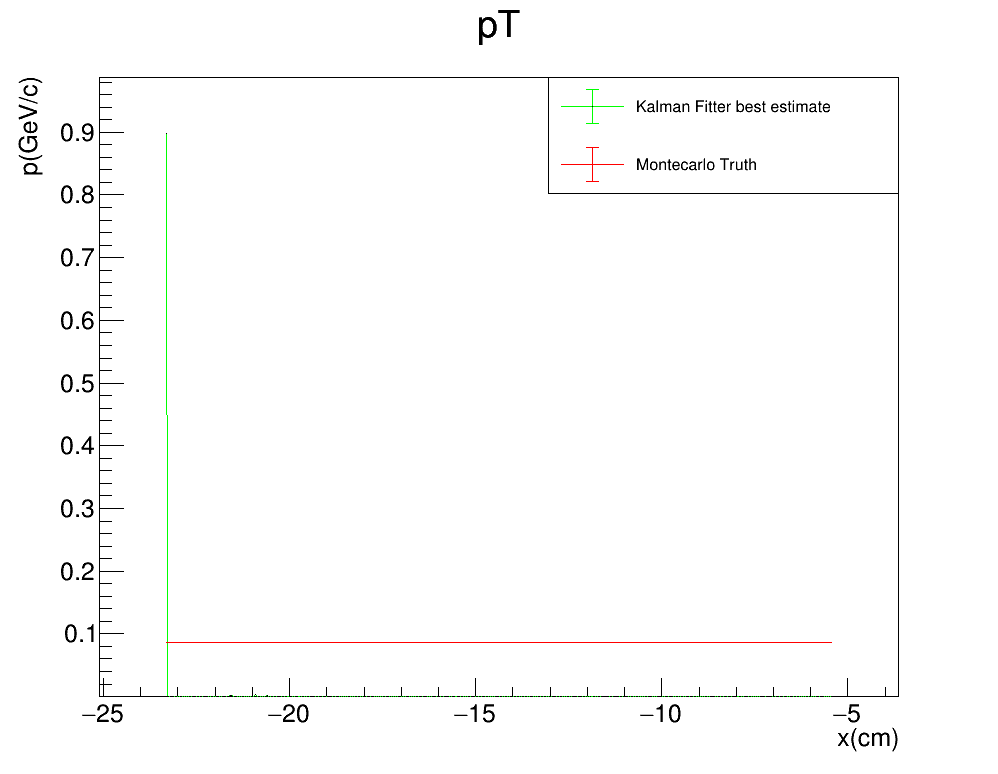 pT
p(GeV/c)
Kalman Fitter best estimate
Montecarlo Truth
0.9
0.8
0.7
0.6
0.5
0.4
0.3
0.2
0.1
−25 −20 −15 −10 −5
x(cm)